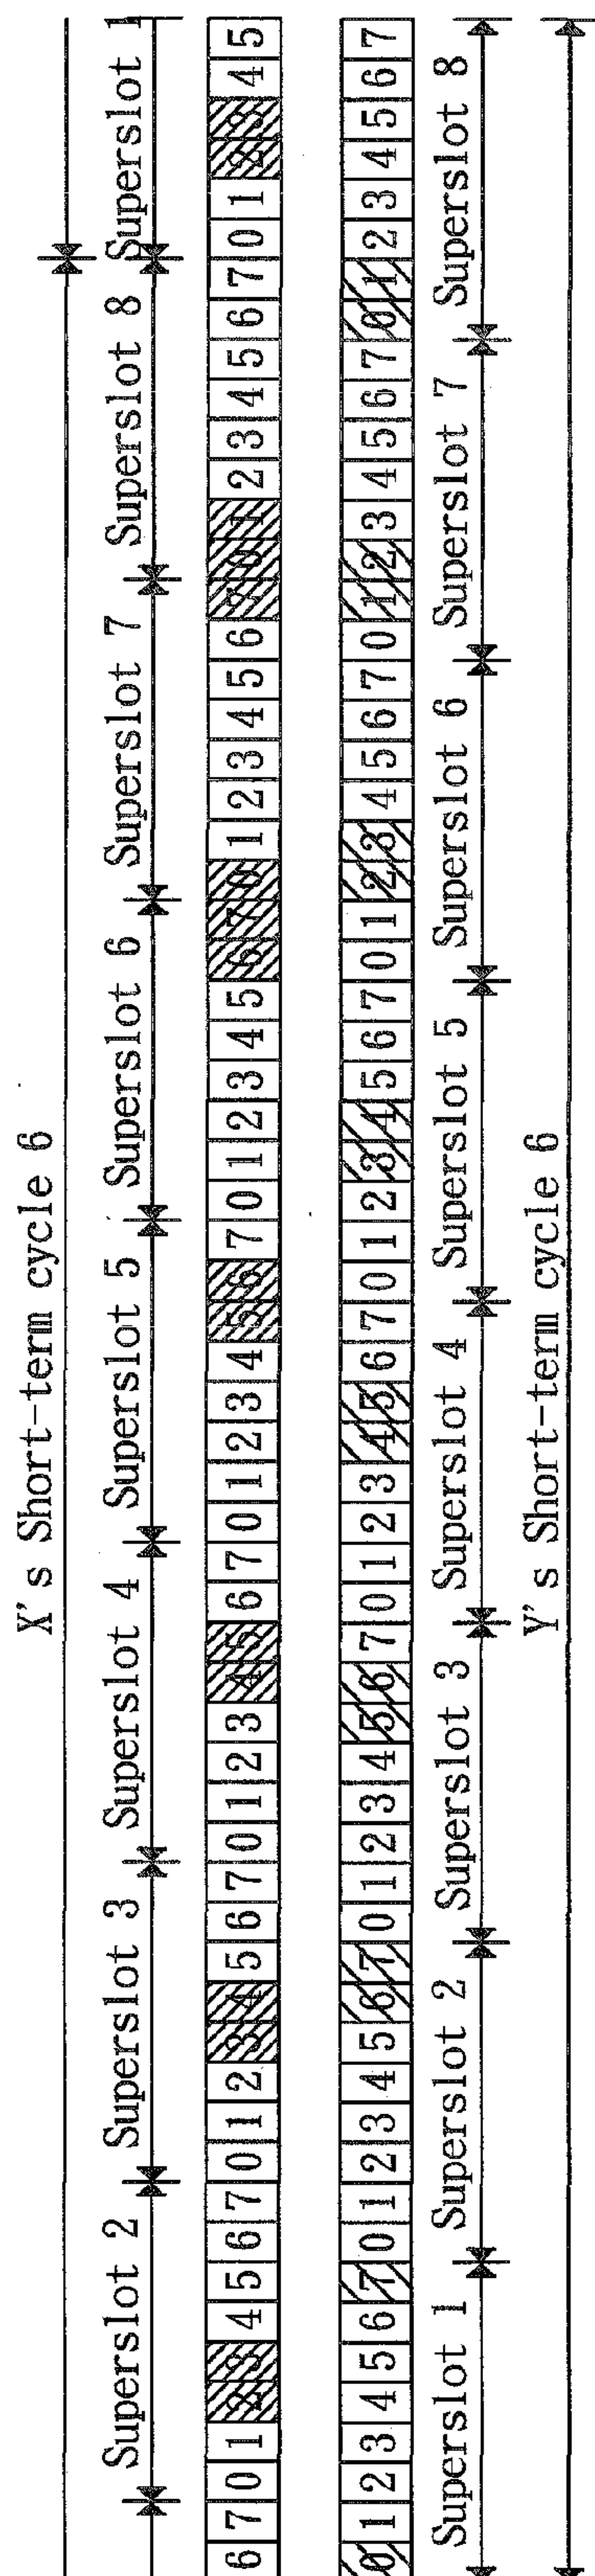 X's Short-term cycle 6
Superslot 2 Superslot 3 Superslot 4 Superslot 5 Superslot 6 Superslot 7 Superslot 8 Superslot 1
6 7 0 1 2 3 4 5 6 7 0 1 2 3 4 5 6 7 0 1 2 3 4 5 6 7 0 1 2 3 4 5 6 7 0 1 2 3 4 5 6 7 0 1 2 3 4 5 6 7 0 1 2 3 4 5 6 7 0 1 2 3 4 5
0 1 2 3 4 5 6 7 0 1 2 3 4 5 6 7 0 1 2 3 4 5 6 7 0 1 2 3 4 5 6 7 0 1 2 3 4 5 6 7 0 1 2 3 4 5 6 7 0 1 2 3 4 5 6 7 0 1 2 3 4 5 6 7
Superslot 1 Superslot 2 Superslot 3 Superslot 4 Superslot 5 Superslot 6 Superslot 7 Superslot 8
Y's Short-term cycle 6